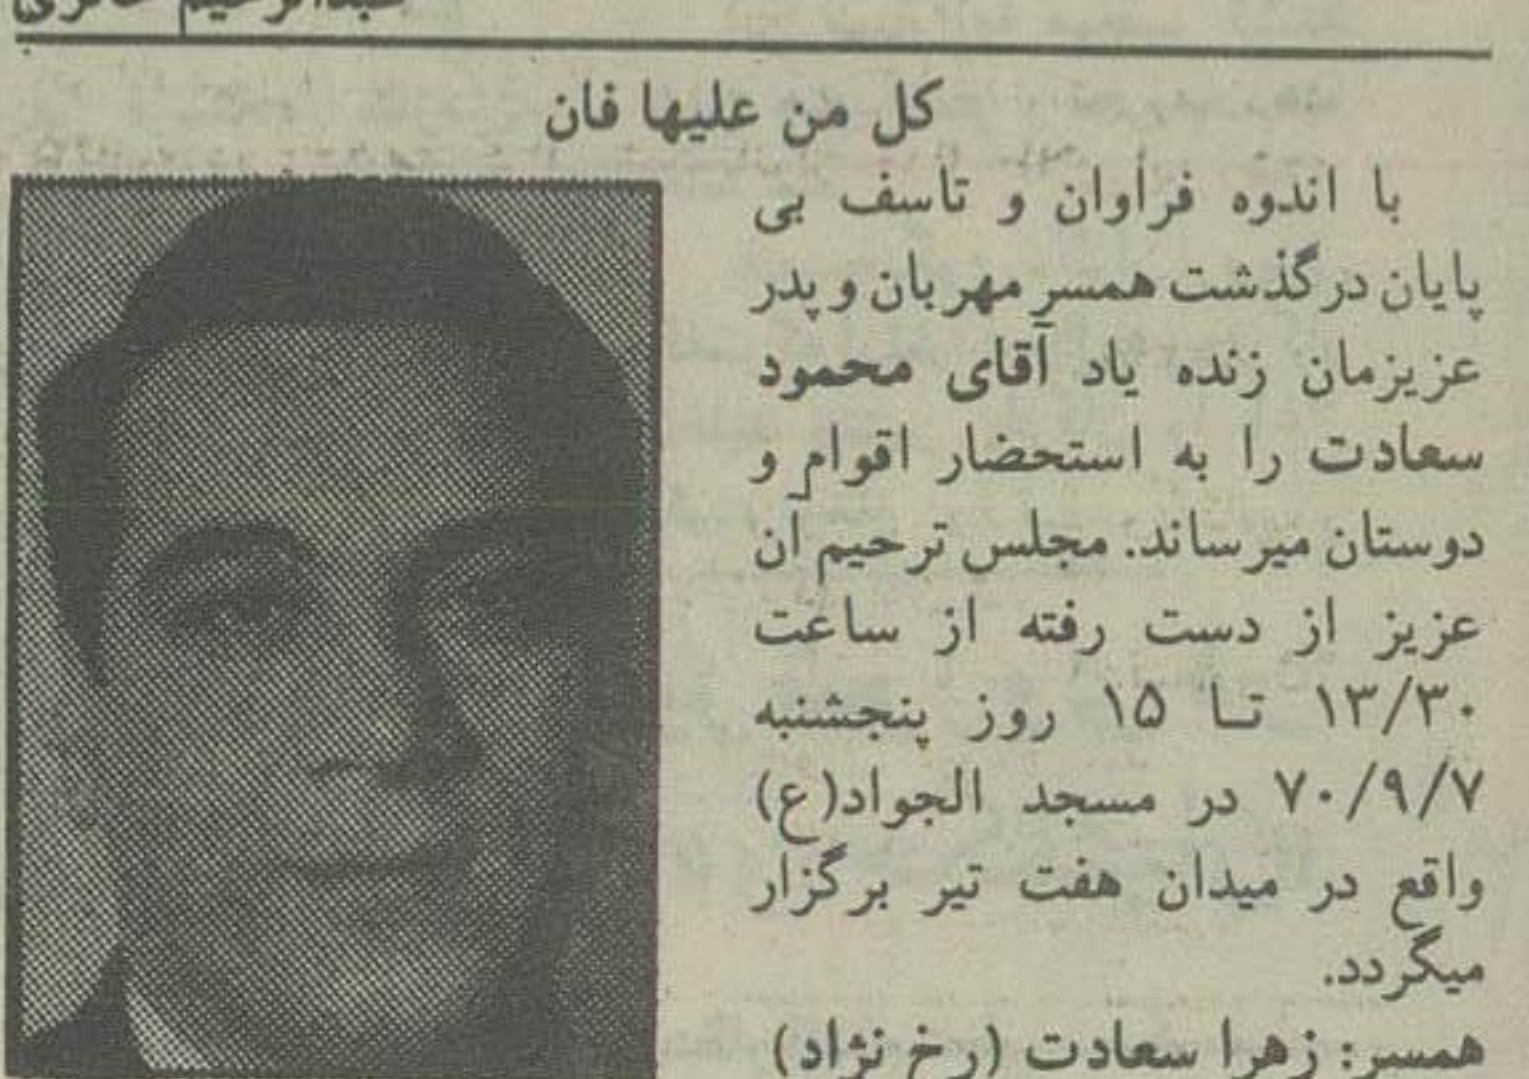 کل من علیها فان
با اندوه فراوان و تاسف بی
پایان درگذشت همسر مهربان و پدر
عزیزمان زنده یاد آقای محمود
سعادت را به استحضار اقوام و
دوستان میرساند. مجلس ترحیم آن
عزیز از دست رفته از ساعت
۱۳/۳۰ تا ۱۵ روز پنجشنبه
۷۰/۹/۷ در مسجد الجواد(ع)
واقع در میدان هفت تیر برگزار
میگردد.
همسر: زهرا سعادت (رخ نژاد)